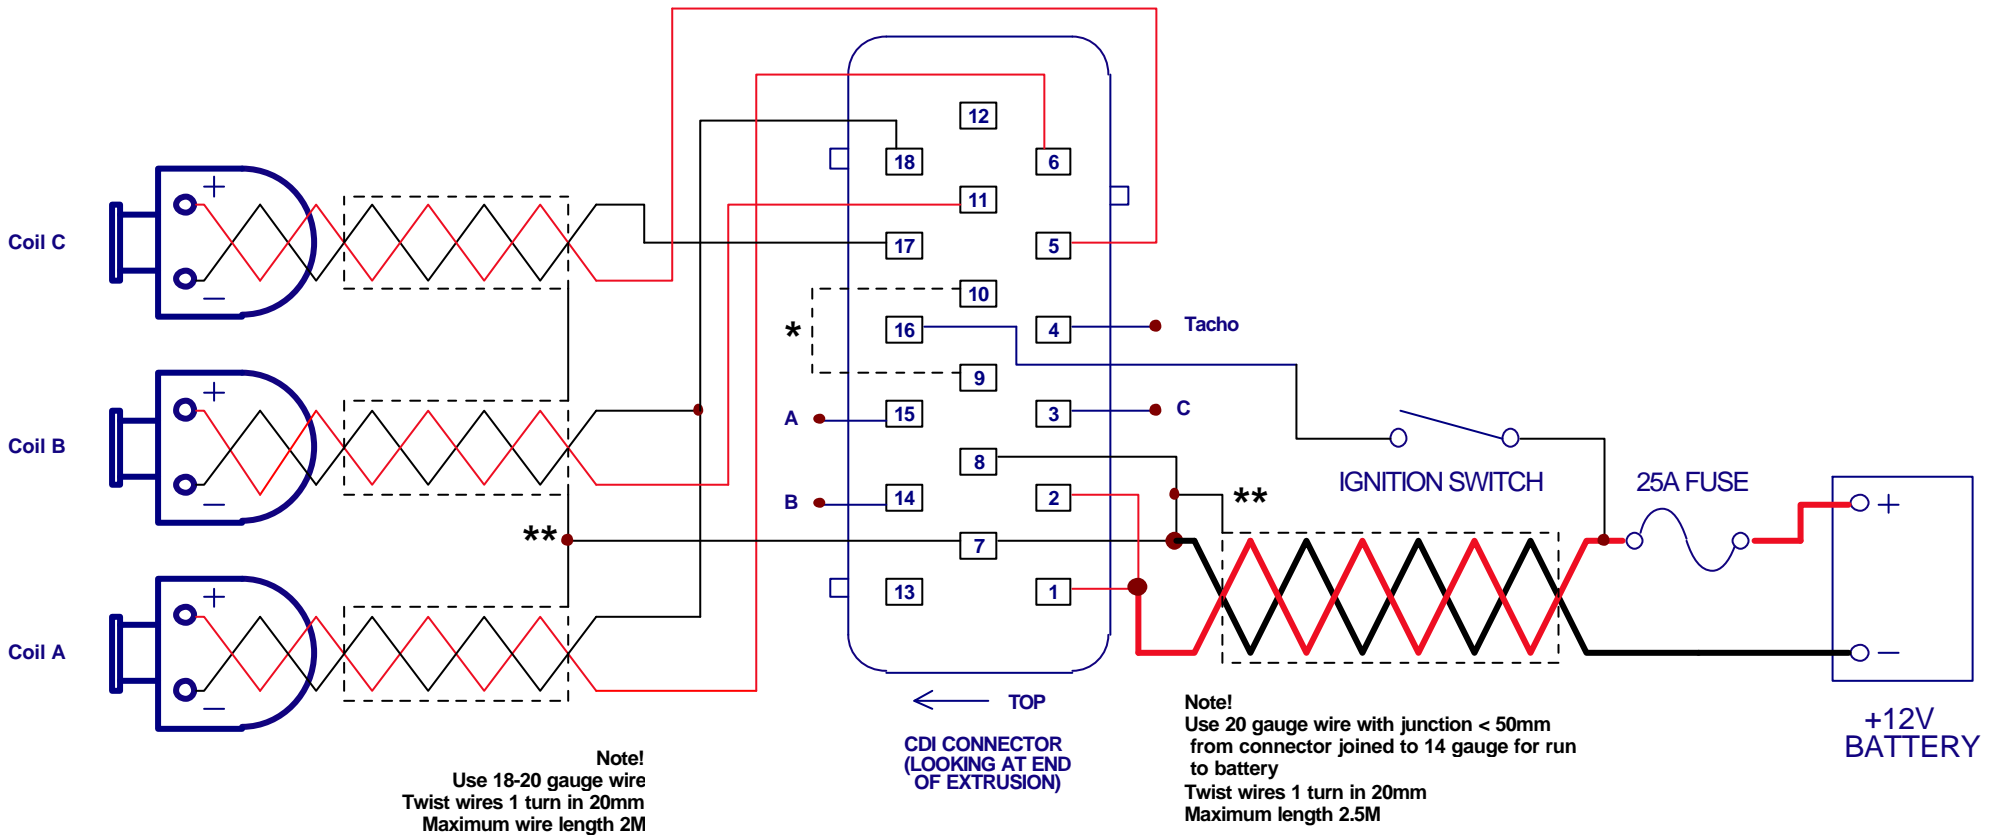 12
18
6
11
Coil C
+
−
17
5
10
*
16
4
Tacho
9
Coil B
+
−
A
15
3
C
8
IGNITION SWITCH
25A FUSE
+
B
14
2
**
**
7
Coil A
+
−
13
1
−
TOP
CDI CONNECTOR
(LOOKING AT END
OF EXTRUSION)
Note!
Use 18-20 gauge wire
Twist wires 1 turn in 20mm
Maximum wire length 2M
Note!
Use 20 gauge wire with junction < 50mm
from connector joined to 14 gauge for run
to battery
Twist wires 1 turn in 20mm
Maximum length 2.5M
+12V
BATTERY